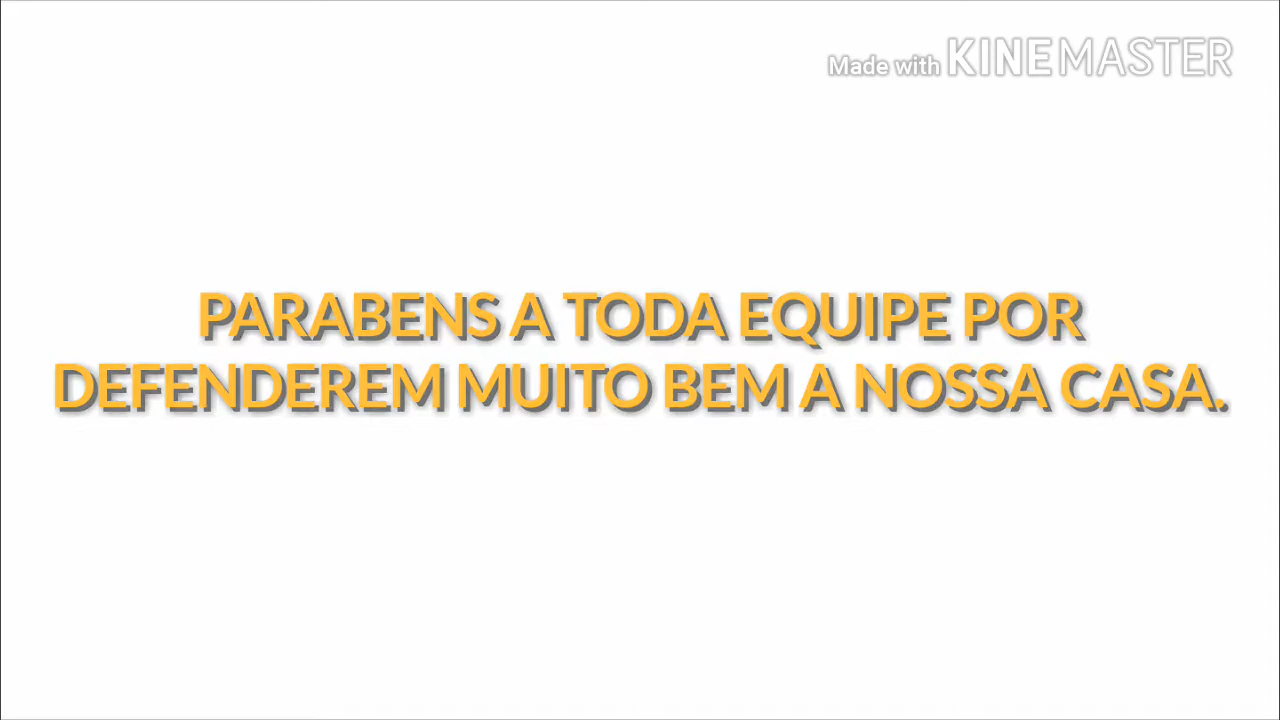 Made with KINEMASTER
PARABENS A TODA EQUIPE POR
DEFENDEREM MUITO BEM A NOSSA CASA.